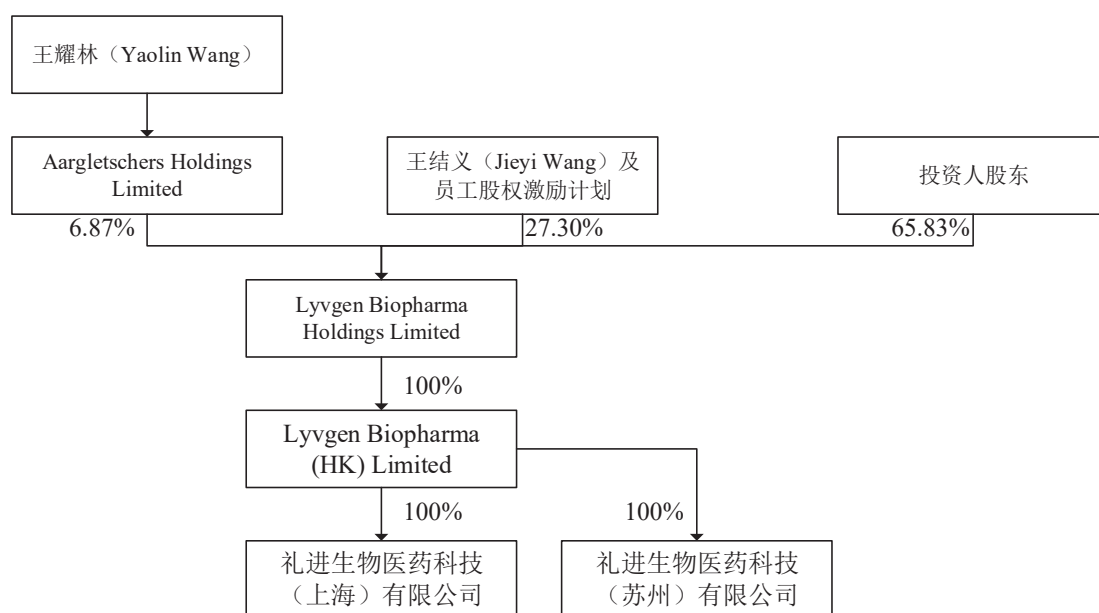 王耀林（Yaolin Wang）
Aargletschers Holdings
Limited
王结义（Jieyi Wang）及
员工股权激励计划
投资人股东
6.87%
27.30%
65.83%
Lyvgen Biopharma
Holdings Limited
100%
Lyvgen Biopharma
(HK) Limited
100%
100%
礼进生物医药科技
（上海）有限公司
礼进生物医药科技
（苏州）有限公司